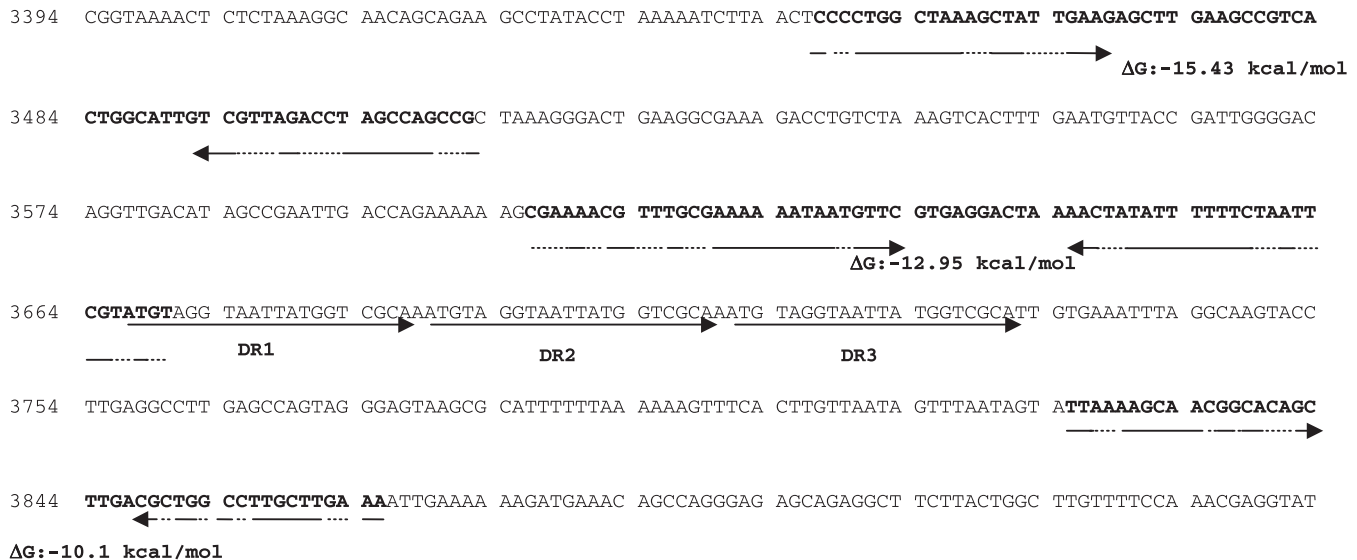 3394 CGGTAAAACT CTCTAAAGGC AACAGCAGAA GCCTATACCT AAAAATCTTA ACTCCCCTGG CTAAAGCTAT TGAAGAGCTT GAAGCCGTCA
ΔG:-15.43 kcal/mol
3484 CTGGCATTGT CGTTAGACCT AGCCAGCCGC TAAAGGGACT GAAGGCGAAA GACCTGTCTA AAGTCACTTT GAATGTTACC GATTGGGGAC
3574 AGGTTGACAT AGCCGAATTG ACCAGAAAAA AGCGAAAACG TTTGCGAAAA AATAATGTTC GTGAGGACTA AAACTATATT TTTTCTAATT
ΔG:-12.95 kcal/mol
3664 CGTATGTAGG TAATTATGGT CGCAAATGTA GGTAATTATG GTCGCAAATG TAGGTAATTA TGGTCGCATT GTGAAATTTA GGCAAGTACC
DR1 DR2 DR3
3754 TTGAGGCCTT GAGCCAGTAG GGAGTAAGCG CATTTTTTAA AAAAGTTTCA CTTGTTAATA GTTTAATAGTA TTAAAAGCA ACGGCACAGC
3844 TTGACGCTGG CCTTGCTTGA AAATTGAAAA AAGATGAAAC AGCCAGGGAG AGCAGAGGCT TCTTACTGGC TTGTTTTCCA AACGAGGTAT
ΔG:-10.1 kcal/mol